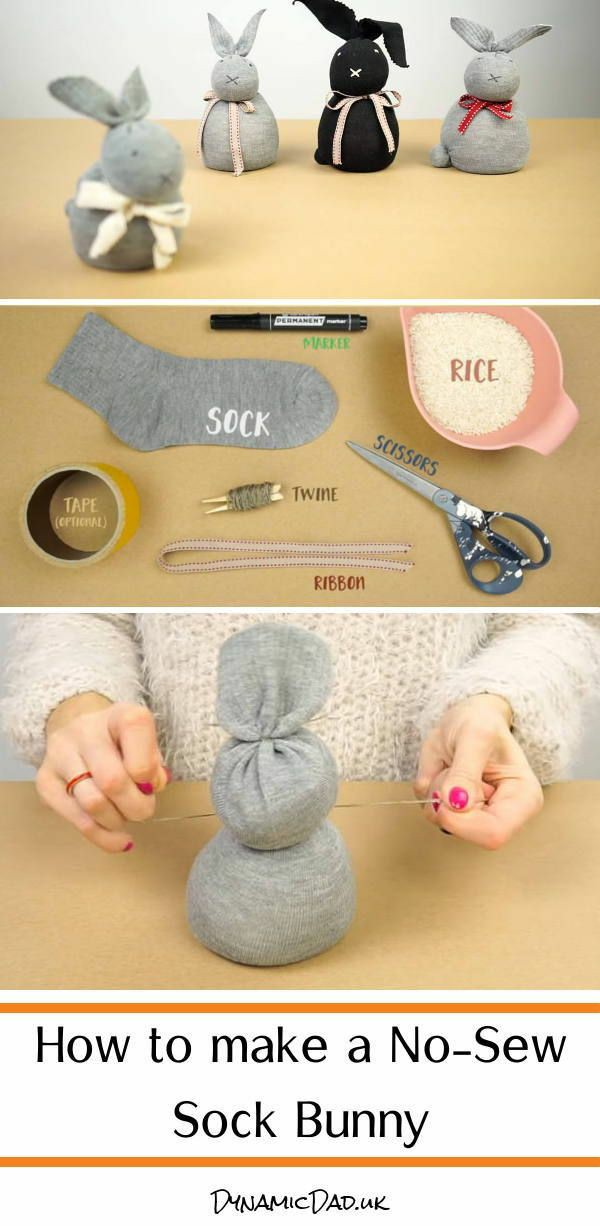 PERMANENT marker
MARKER
RICE
SOCK
SCISSORS
TAPE
(OPTIONAL)
TWINE
RIBBON
How to make a No-Sew
Sock Bunny
DYNAMICDAD.UK